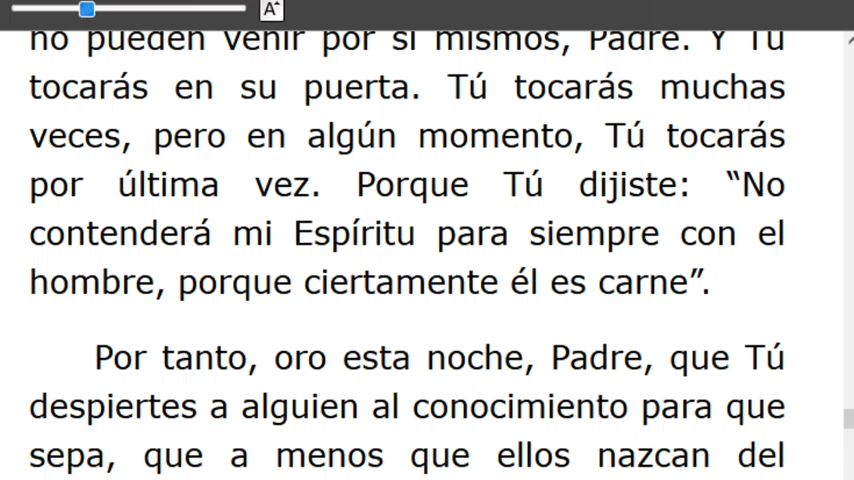 A
no pueden venir por sí mismos, Padre. Y Tú
tocarás en su puerta. Tú tocarás muchas
veces, pero en algún momento, Tú tocarás
por última vez. Porque Tú dijiste: “No
contenderá mi Espíritu para siempre con el
hombre, porque ciertamente él es carne”.
Por tanto, oro esta noche, Padre, que Tú
despiertes a alguien al conocimiento para que
sepa, que a menos que ellos nazcan del